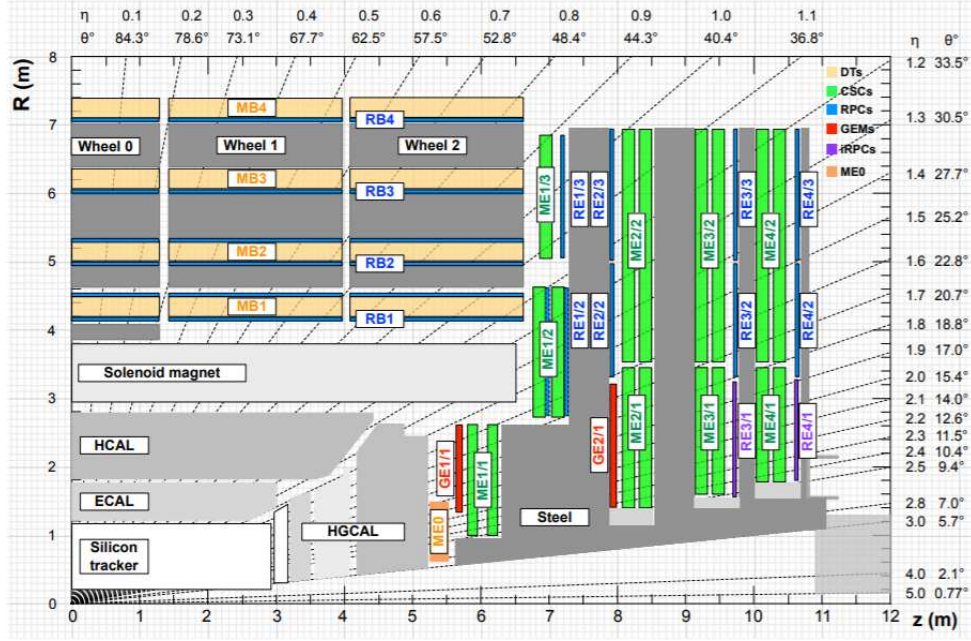 η 0.1 0.2 0.3 0.4 0.5 0.6 0.7 0.8 0.9 1.0 1.1
θ° 84.3° 78.6° 73.1° 67.7° 62.5° 57.5° 52.8° 48.4° 44.3° 40.4° 36.8° η θ°
R (m)
8
7
6
5
4
3
2
1
0
1.2 33.5°
1.3 30.5°
1.4 27.7°
1.5 25.2°
1.6 22.8°
1.7 20.7°
1.8 18.8°
1.9 17.0°
2.0 15.4°
2.1 14.0°
2.2 12.6°
2.3 11.5°
2.4 10.4°
2.5 9.4°
2.8 7.0°
3.0 5.7°
4.0 2.1°
5.0 0.77°
DTs
CSCs
RPCs
GEMs
iRPCs
ME0
MB4
RB4
Wheel 0 Wheel 1 Wheel 2
MB3
RB3
MB2
RB2
MB1
RB1
Solenoid magnet
HCAL
ECAL
Silicon
tracker
HGCAL
Steel
ME0
GE1/1
ME1/1
ME1/2
ME1/3
RE1/3
RE2/3
RE1/2
RE2/2
GE2/1
ME2/2
ME2/1
ME3/2
ME3/1
RE3/3
RE3/2
RE3/1
ME4/2
ME4/1
RE4/3
RE4/2
RE4/1
0 1 2 3 4 5 6 7 8 9 10 11 12
z (m)